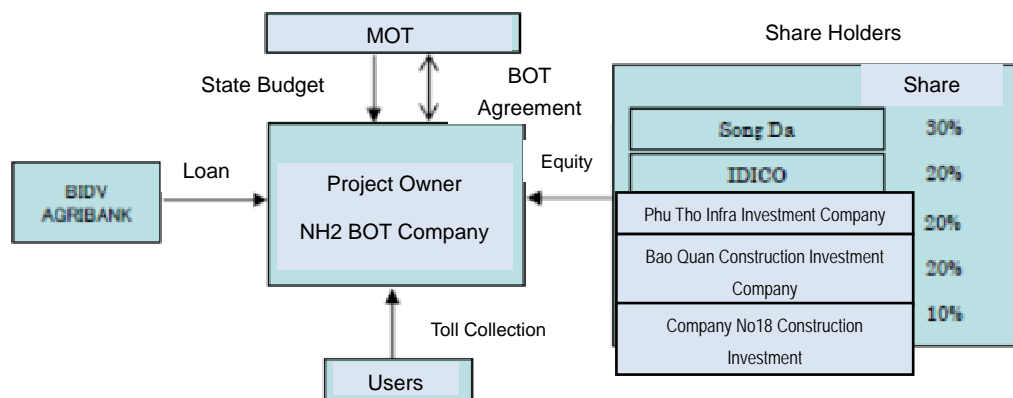 MOT
Share Holders
State Budget
BOT
Agreement
Share
Song Da
30%
BIDV
AGRIBANK
Loan
Project Owner
NH2 BOT Company
Equity
IDICO
20%
Phu Tho Infra Investment Company
20%
Bao Quan Construction Investment
Company
20%
Company No18 Construction
Investment
10%
Toll Collection
Users